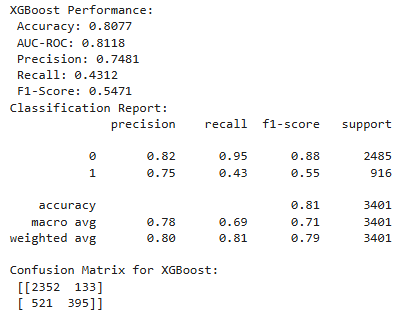 XGBoost Performance:
Accuracy: 0.8077
AUC-ROC: 0.8118
Precision: 0.7481
Recall: 0.4312
F1-Score: 0.5471
Classification Report:
precision recall f1-score support
0 0.82 0.95 0.88 2485
1 0.75 0.43 0.55 916
accuracy 0.81 3401
macro avg 0.78 0.69 0.71 3401
weighted avg 0.80 0.81 0.79 3401
Confusion Matrix for XGBoost:
[[2352 133]
[ 521 395]]